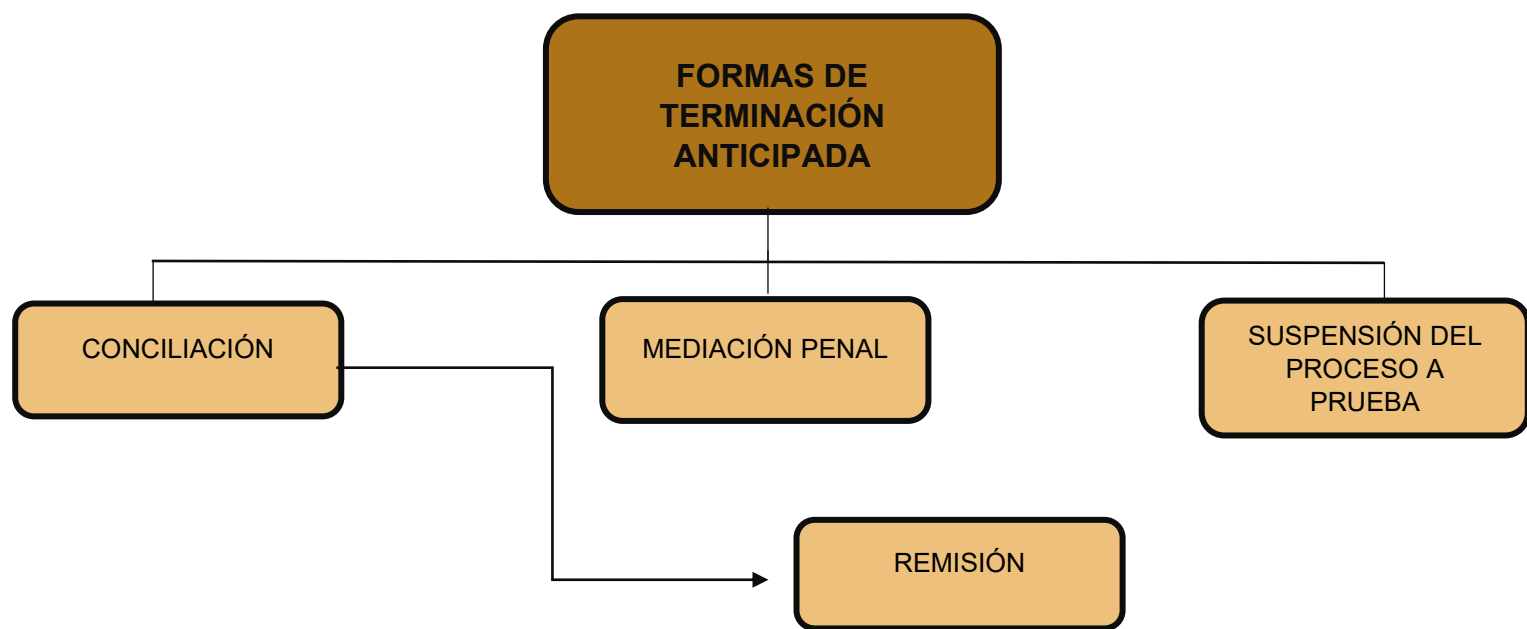 FORMAS DE
TERMINACIÓN
ANTICIPADA
CONCILIACIÓN
MEDIACIÓN PENAL
SUSPENSIÓN DEL
PROCESO A
PRUEBA
REMISIÓN